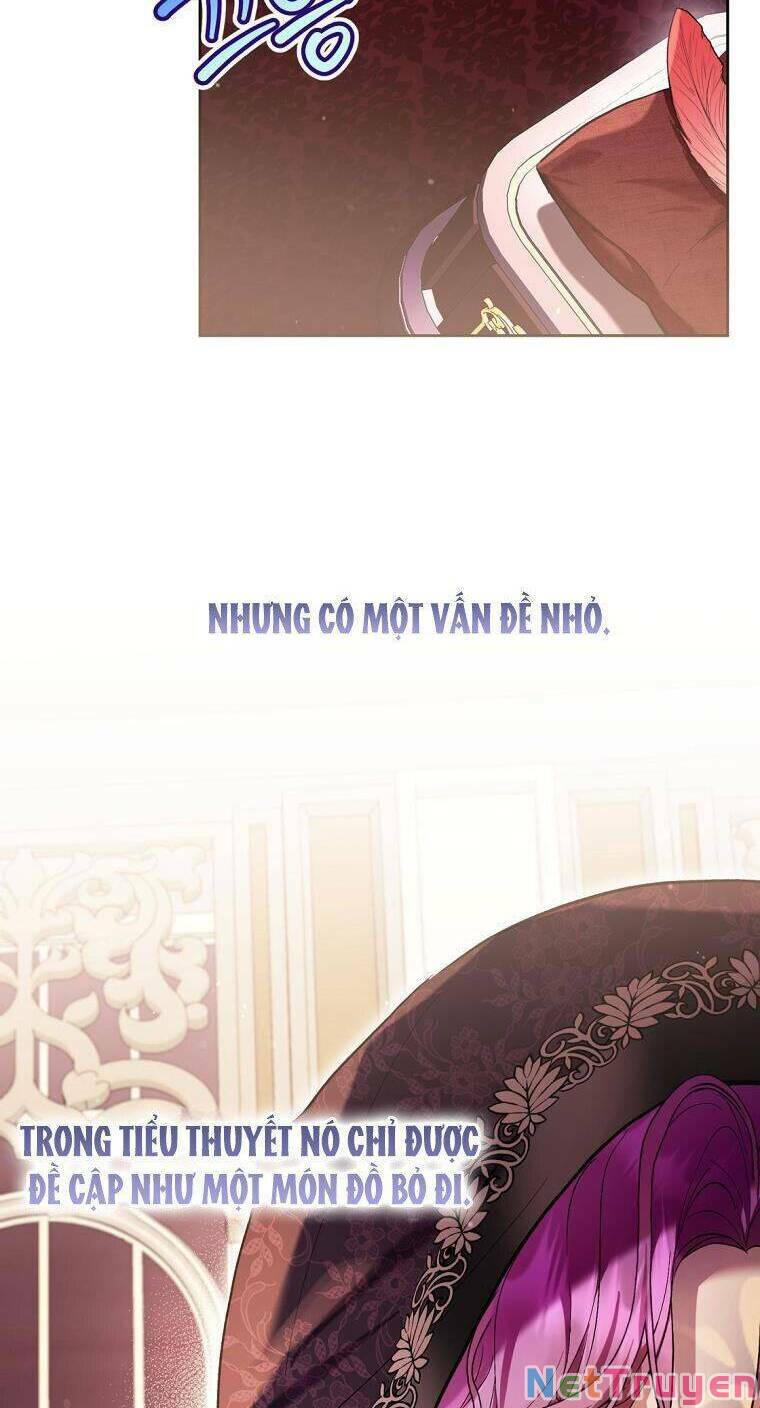 NHƯNG CÓ MỘT VẤN ĐỀ NHỎ.
TRONG TIỂU THUYẾT NÓ CHỈ ĐƯỢC
ĐỀ CẬP NHƯ MỘT MÓN ĐỒ BỎ ĐI.
NetTruyen